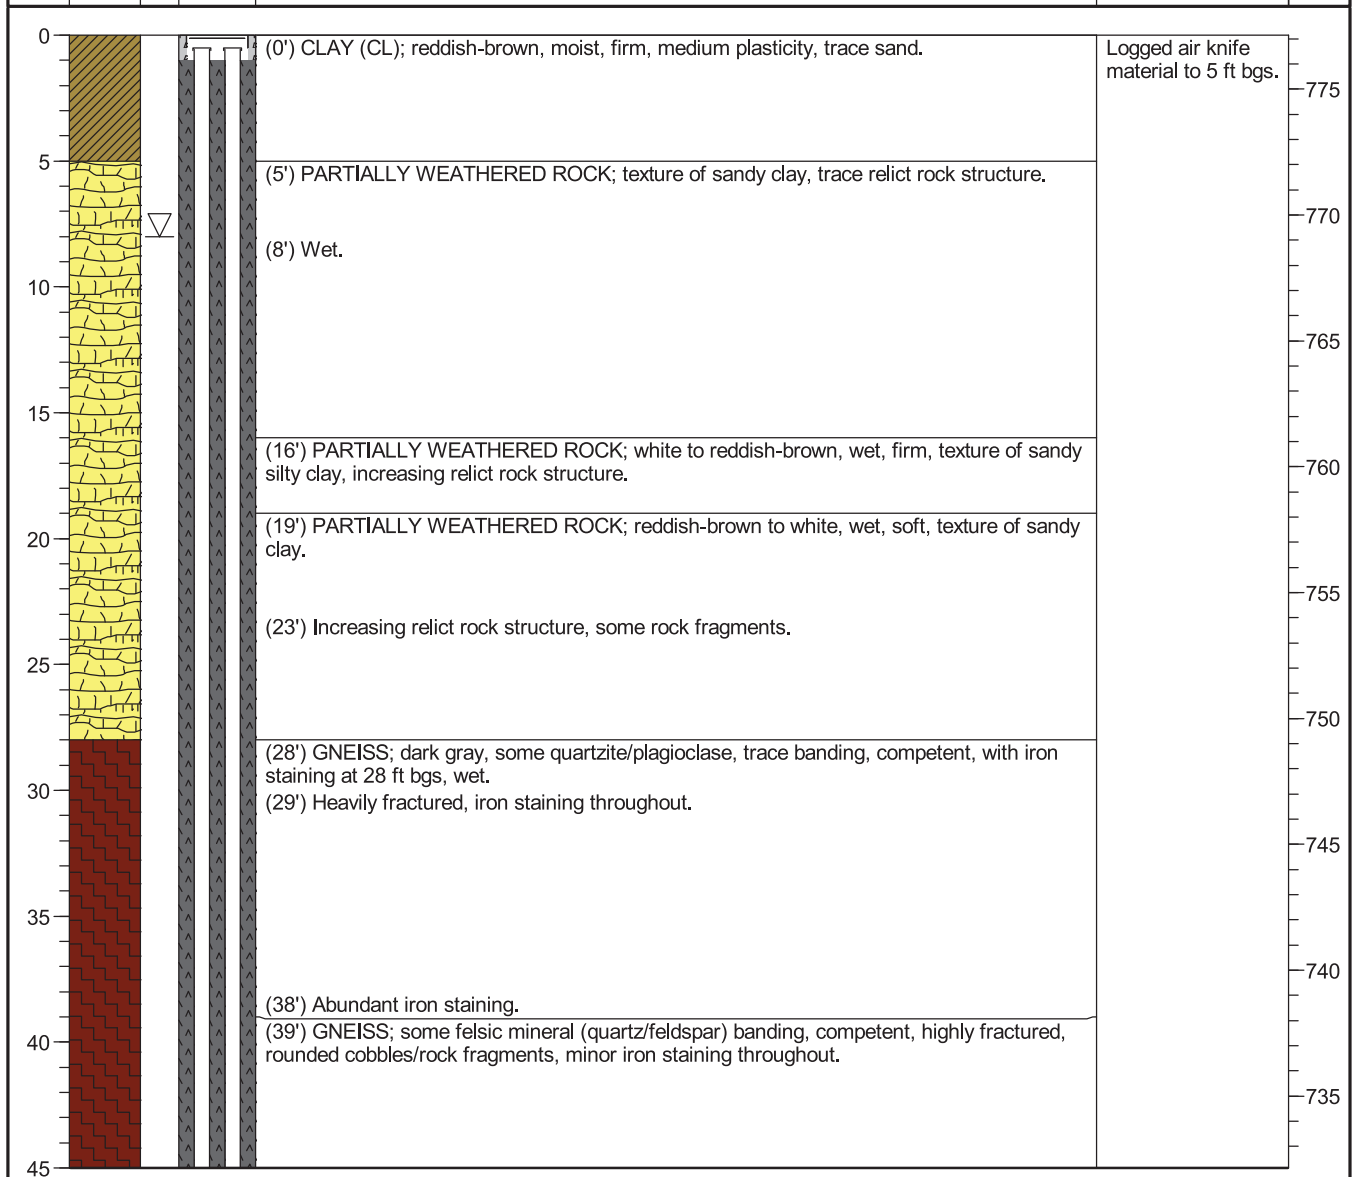 0
(0') CLAY (CL); reddish-brown, moist, firm, medium plasticity, trace sand.
Logged air knife
material to 5 ft bgs.
775
5
(5') PARTIALLY WEATHERED ROCK; texture of sandy clay, trace relict rock structure.
770
(8') Wet.
10
765
15
(16') PARTIALLY WEATHERED ROCK; white to reddish-brown, wet, firm, texture of sandy
silty clay, increasing relict rock structure.
760
(19') PARTIALLY WEATHERED ROCK; reddish-brown to white, wet, soft, texture of sandy
clay.
20
755
(23') Increasing relict rock structure, some rock fragments.
25
750
(28') GNEISS; dark gray, some quartzite/plagioclase, trace banding, competent, with iron
staining at 28 ft bgs, wet.
30
(29') Heavily fractured, iron staining throughout.
745
35
740
(38') Abundant iron staining.
(39') GNEISS; some felsic mineral (quartz/feldspar) banding, competent, highly fractured,
rounded cobbles/rock fragments, minor iron staining throughout.
40
735
45